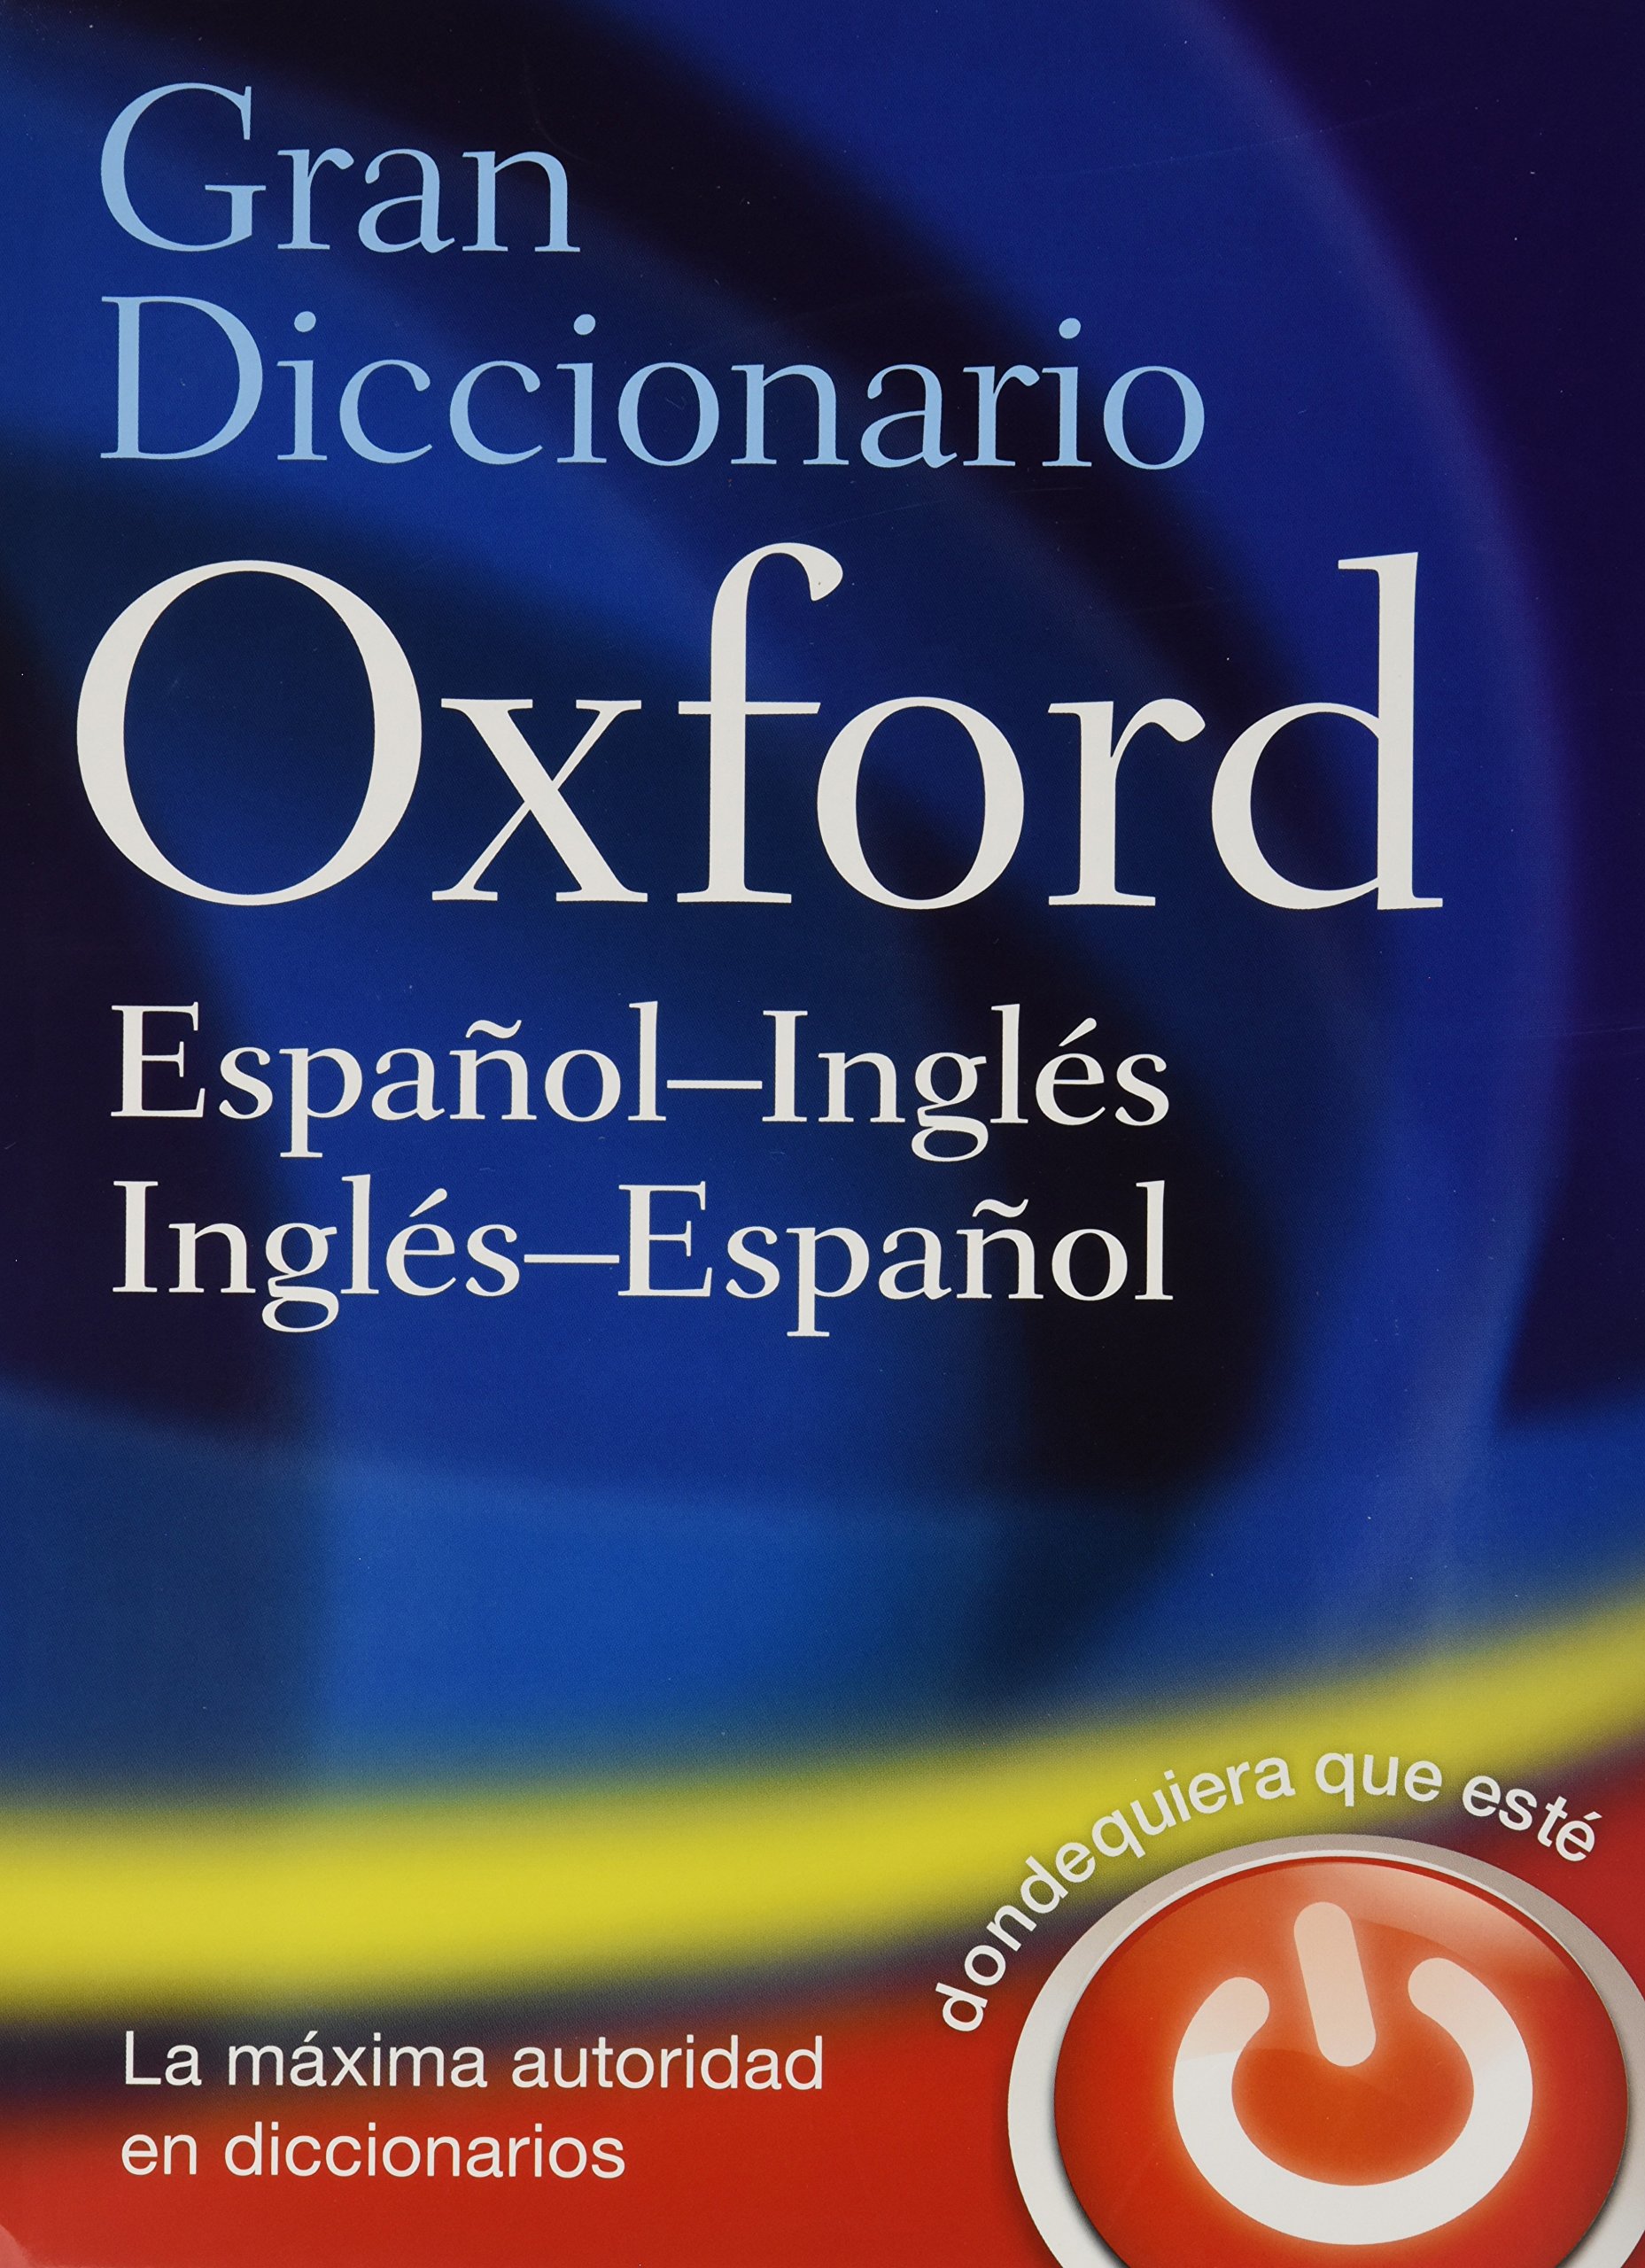 Gran
Diccionario
Oxford
Español–Inglés
Inglés–Español
dondequiera que esté
La máxima autoridad
en diccionarios